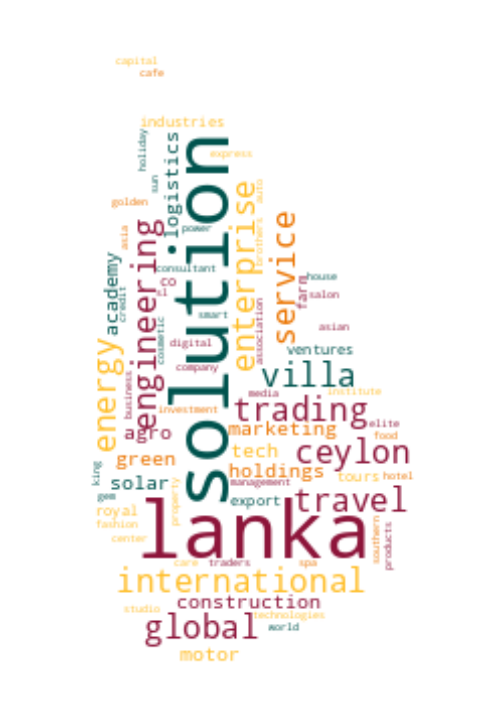 capital
cafe
industries
holiday
logistics
solution
express
sun
golden
enterprise
auto
asia
engineering
power
brothers
service
academy
credit
consultant
co
sl
house
farm
salon
smart
association
asian
cosmetic
digital
ventures
energy
business
company
villa
media
institute
investment
trading
agro
marketing
elite
food
green
tech
ceylon
king
solar
holdings
tours
hotel
gem
property
management
royal
export
travel
fashion
lanka
center
southern
products
care
traders
spa
international
studio
construction
technologies
global
world
motor